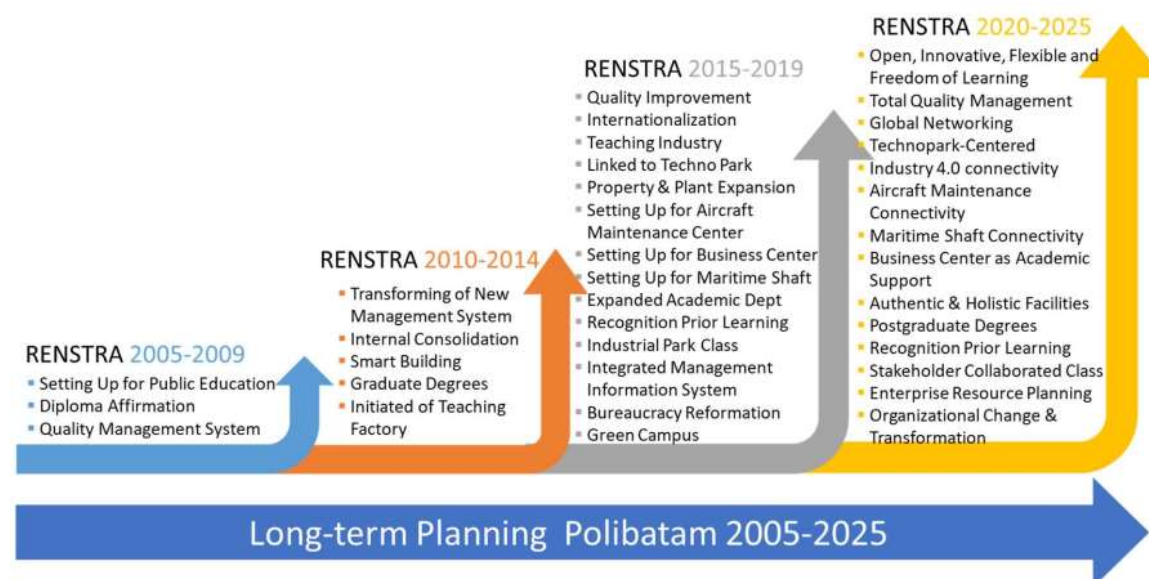 RENSTRA 2005-2009
▪ Setting Up for Public Education
▪ Diploma Affirmation
▪ Quality Management System
RENSTRA 2010-2014
▪ Transforming of New
Management System
▪ Internal Consolidation
▪ Smart Building
▪ Graduate Degrees
▪ Initiated of Teaching
Factory
RENSTRA 2015-2019
▪ Quality Improvement
▪ Internationalization
▪ Teaching Industry
▪ Linked to Techno Park
▪ Property & Plant Expansion
▪ Setting Up for Aircraft
Maintenance Center
▪ Setting Up for Business Center
▪ Setting Up for Maritime Shaft
▪ Expanded Academic Dept
▪ Recognition Prior Learning
▪ Industrial Park Class
▪ Integrated Management
Information System
▪ Bureaucracy Reformation
▪ Green Campus
RENSTRA 2020-2025
▪ Open, Innovative, Flexible and
Freedom of Learning
▪ Total Quality Management
▪ Global Networking
▪ Technopark-Centered
▪ Industry 4.0 connectivity
▪ Aircraft Maintenance
Connectivity
▪ Maritime Shaft Connectivity
▪ Business Center as Academic
Support
▪ Authentic & Holistic Facilities
▪ Postgraduate Degrees
▪ Recognition Prior Learning
▪ Stakeholder Collaborated Class
▪ Enterprise Resource Planning
▪ Organizational Change &
Transformation
Long-term Planning Polibatam 2005-2025